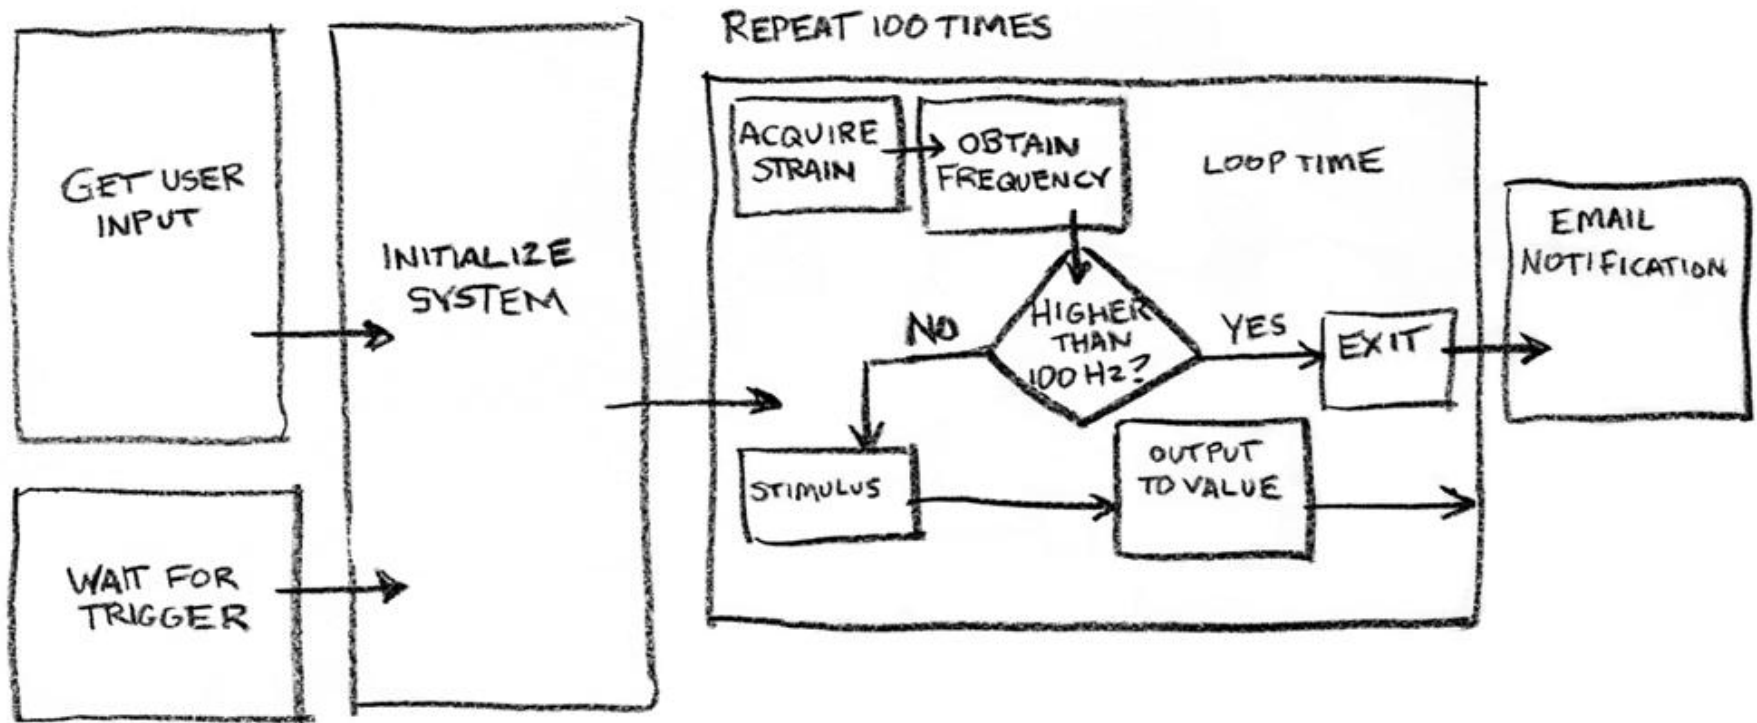 REPEAT 100 TIMES
GET USER
INPUT
INITIALIZE
SYSTEM
WAIT FOR
TRIGGER
ACQUIRE
STRAIN
OBTAIN
FREQUENCY
LOOP TIME
HIGHER
THAN
100 Hz?
NO
YES
EXIT
STIMULUS
OUTPUT
TO VALUE
EMAIL
NOTIFICATION